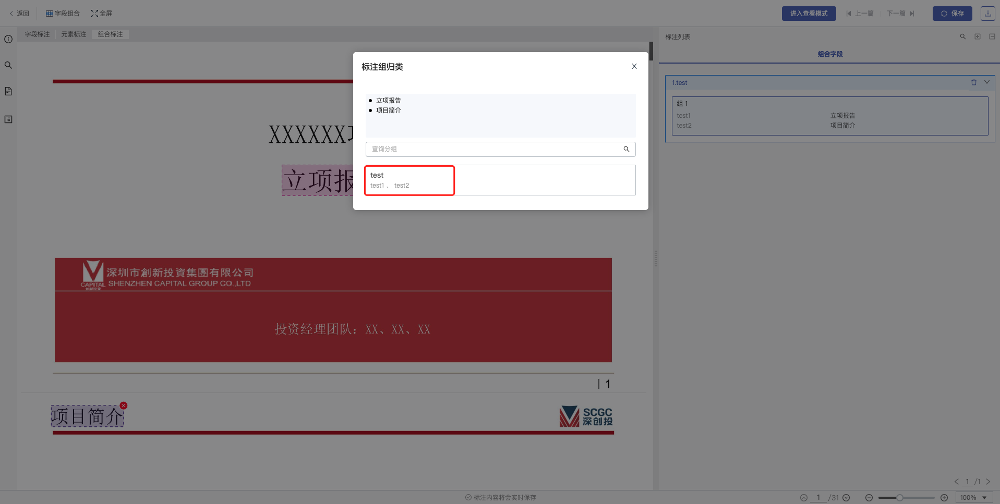 返回
字段组合
全屏
进入查看模式
上一篇
下一篇
保存
字段标注
元素标注
组合标注
标注列表
组合字段
标注组归类
X
立项报告
项目简介
查询分组
test
test1 、 test2
1.test
组 1
test1 立项报告
test2 项目简介
XXXXXX
立项报
深圳市創新投資集團有限公司
CAPITAL SHENZHEN CAPITAL GROUP CO.,LTD
創新投資
投资经理团队：XX、XX、XX
1
项目简介
SCGC
深创投
1 /1
标注内容将会实时保存
1 /31
100%